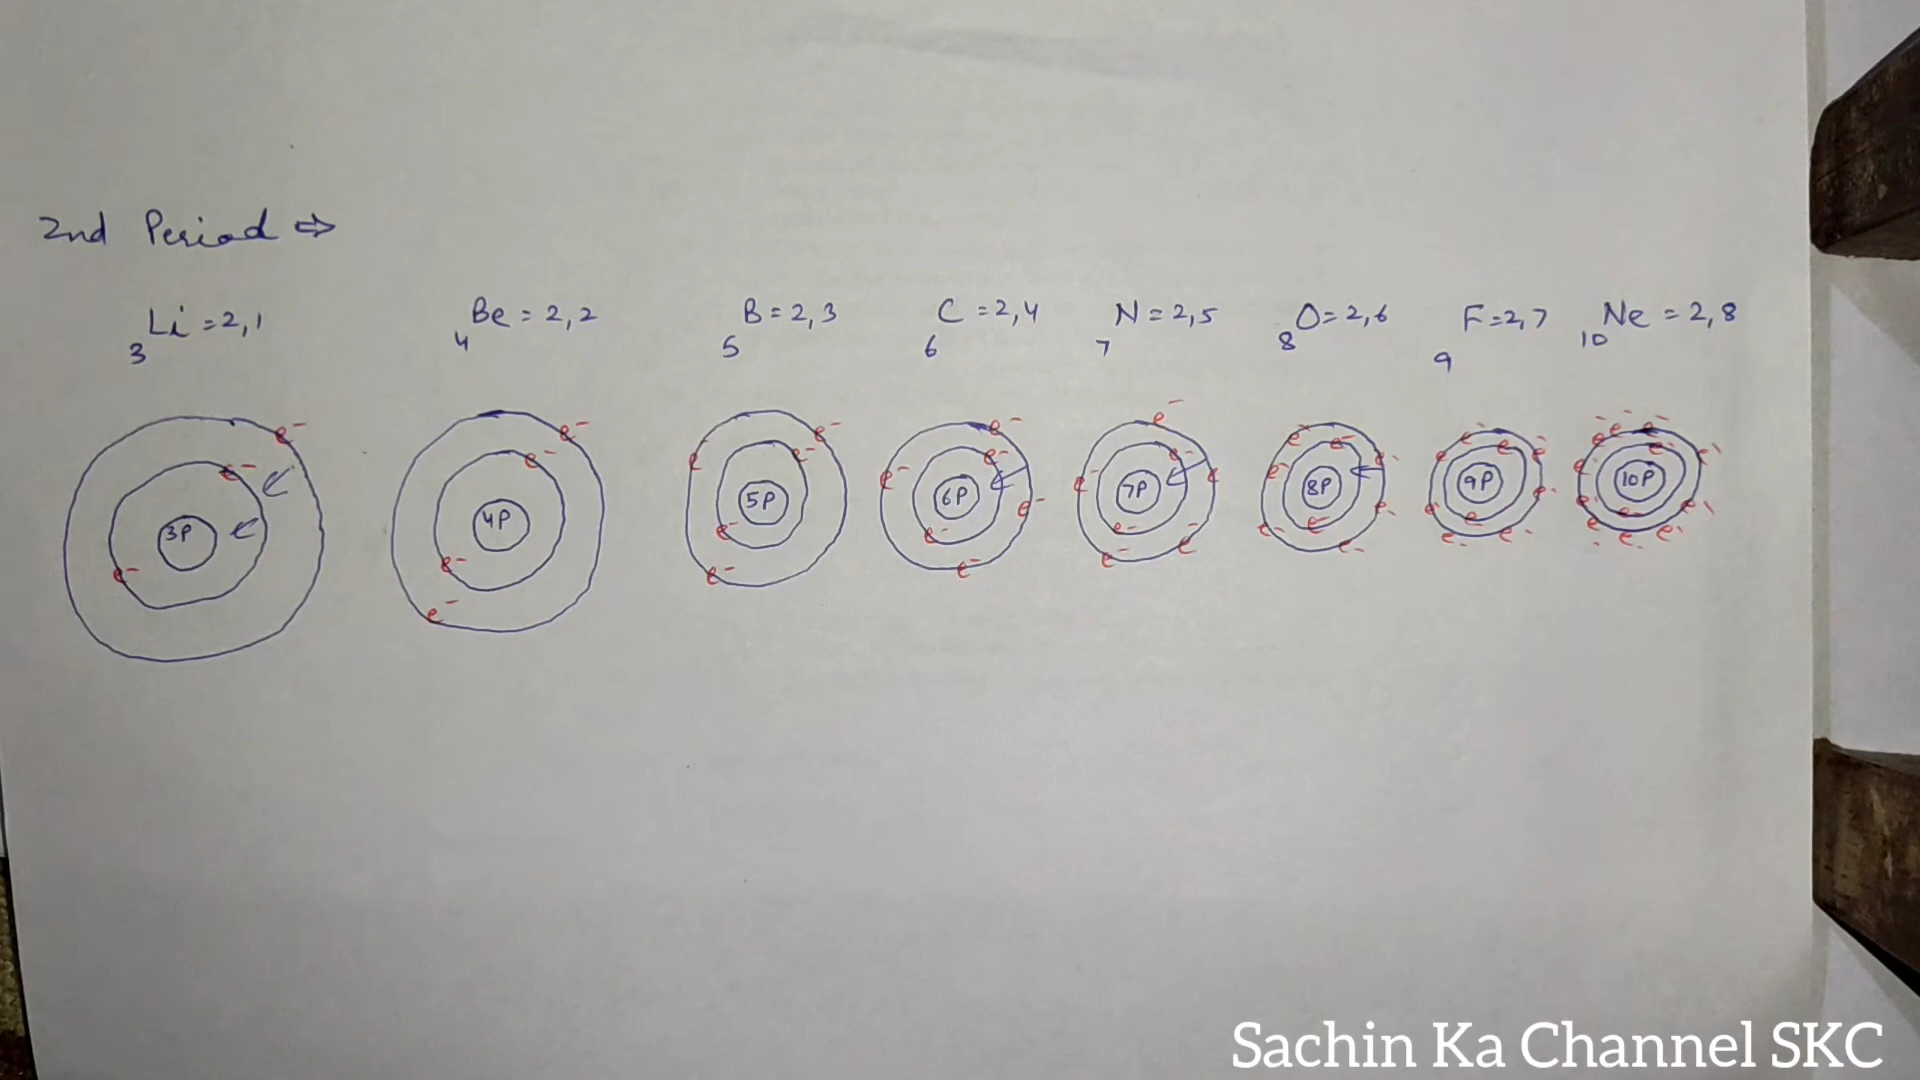 2nd Period ⇒
₃Li = 2,1 ₄Be = 2,2 ₅B = 2,3 ₆C = 2,4 ₇N = 2,5 ₈O = 2,6 ₉F = 2,7 ₁₀Ne = 2,8
e⁻ e⁻ e⁻ e⁻ e⁻ e⁻ e⁻ e⁻
3P 4P 5P 6P 7P 8P 9P 10P
Sachin Ka Channel SKC